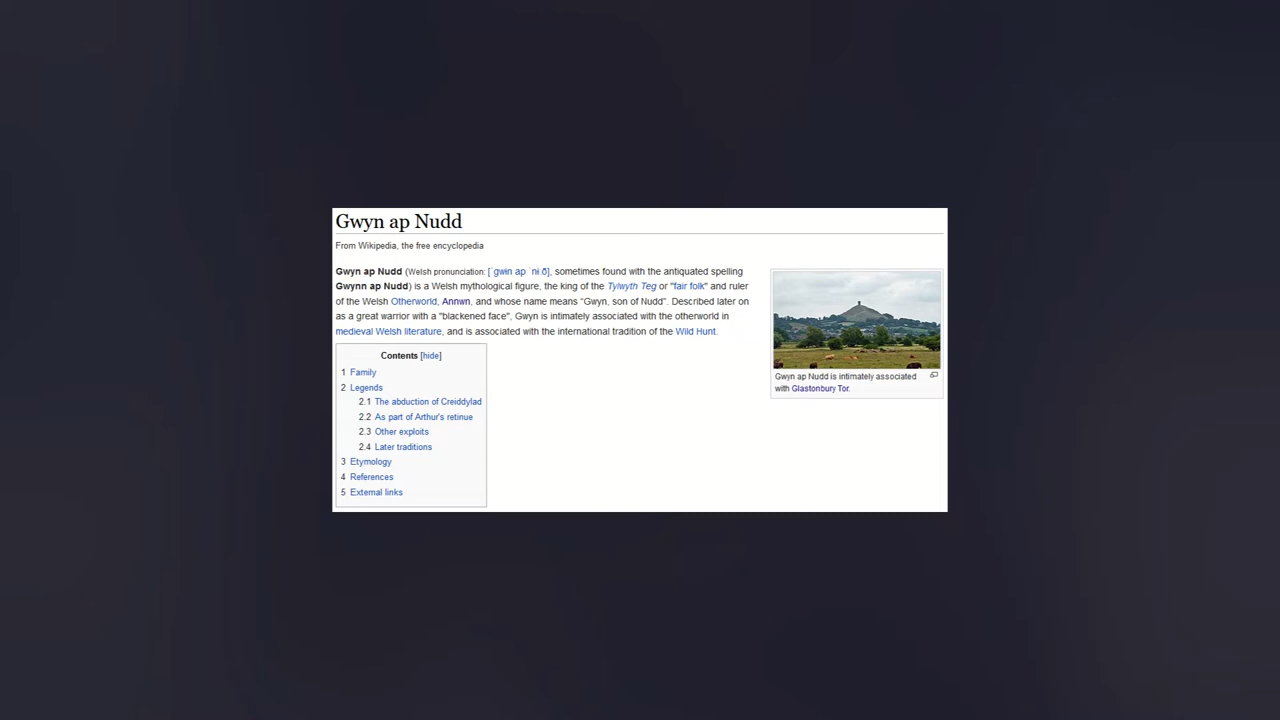 Gwyn ap Nudd
From Wikipedia, the free encyclopedia
Gwyn ap Nudd (Welsh pronunciation: [ˈɡwɨn ap ˈnɨːð], sometimes found with the antiquated spelling
Gwynn ap Nudd) is a Welsh mythological figure, the king of the Tylwyth Teg or "fair folk" and ruler
of the Welsh Otherworld, Annwn, and whose name means “Gwyn, son of Nudd”. Described later on
as a great warrior with a "blackened face", Gwyn is intimately associated with the otherworld in
medieval Welsh literature, and is associated with the international tradition of the Wild Hunt.
Gwyn ap Nudd is intimately associated
with Glastonbury Tor.
Contents [hide]
1 Family
2 Legends
2.1 The abduction of Creiddylad
2.2 As part of Arthur's retinue
2.3 Other exploits
2.4 Later traditions
3 Etymology
4 References
5 External links